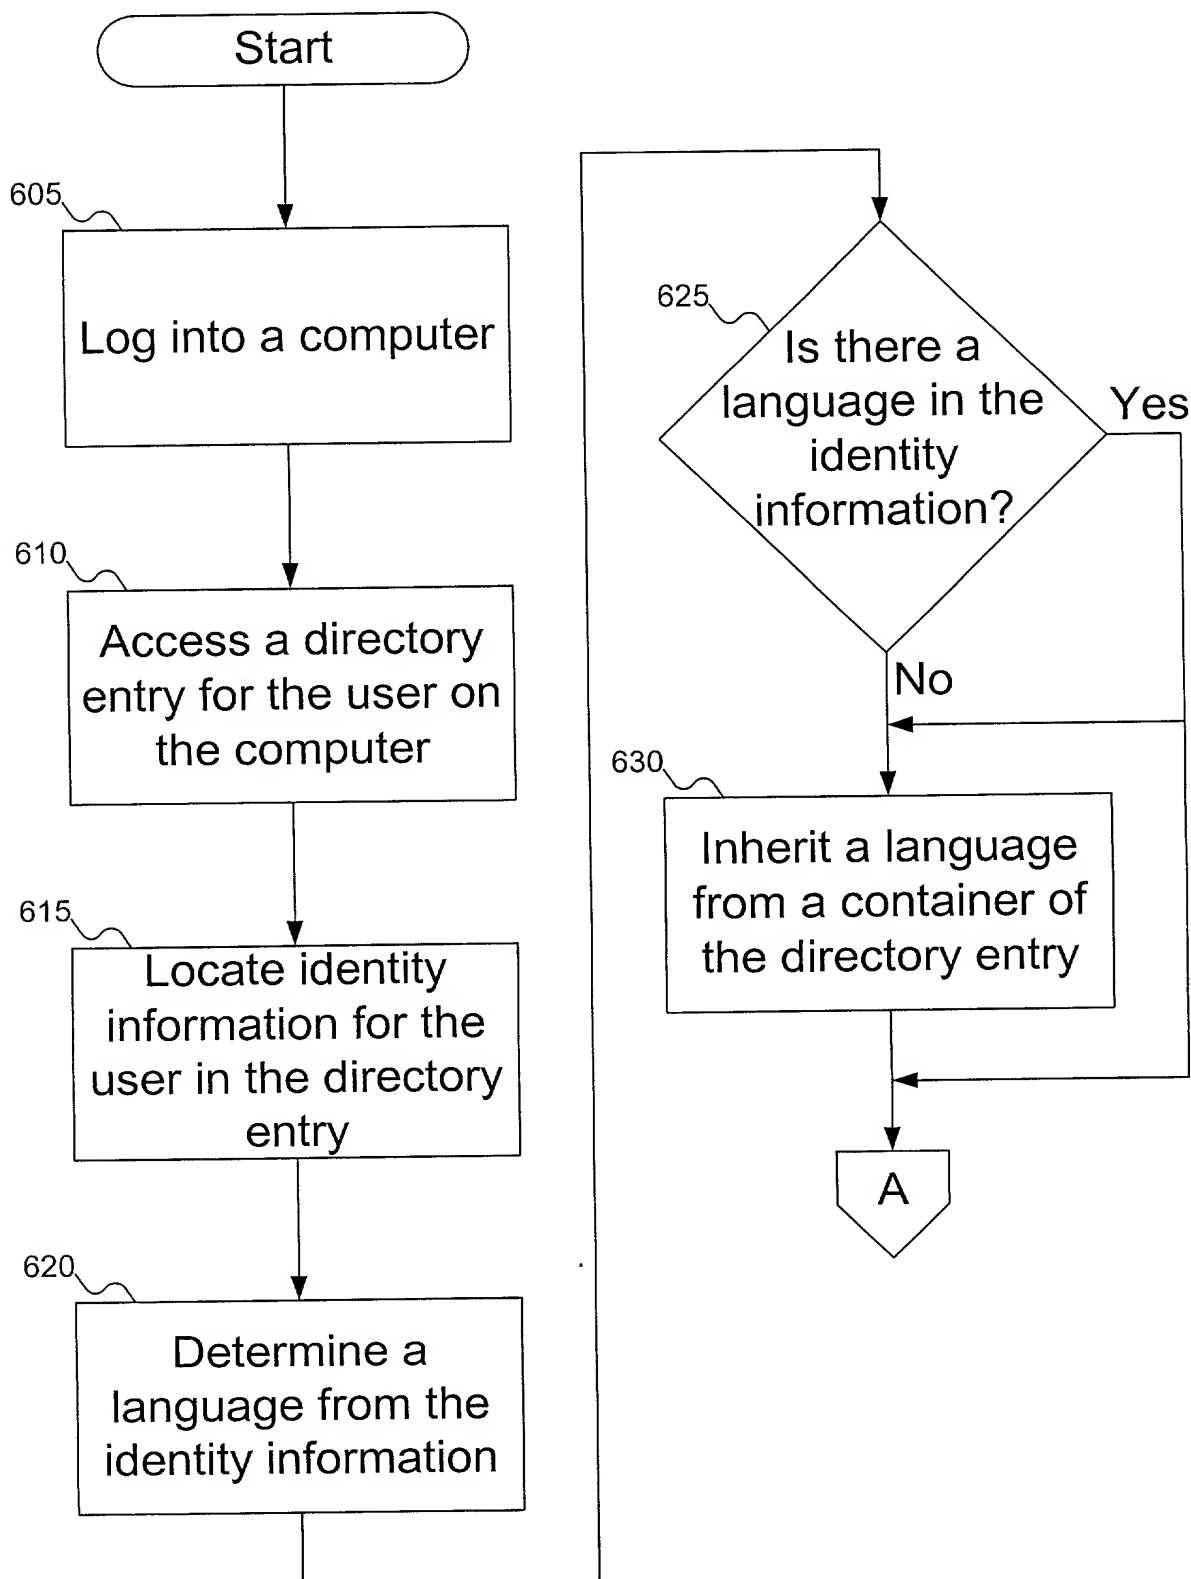 Start
605
Log into a computer
610
Access a directory
entry for the user on
the computer
615
Locate identity
information for the
user in the directory
entry
620
Determine a
language from the
identity information
625
Is there a
language in the
identity
information?
Yes
No
630
Inherit a language
from a container of
the directory entry
A